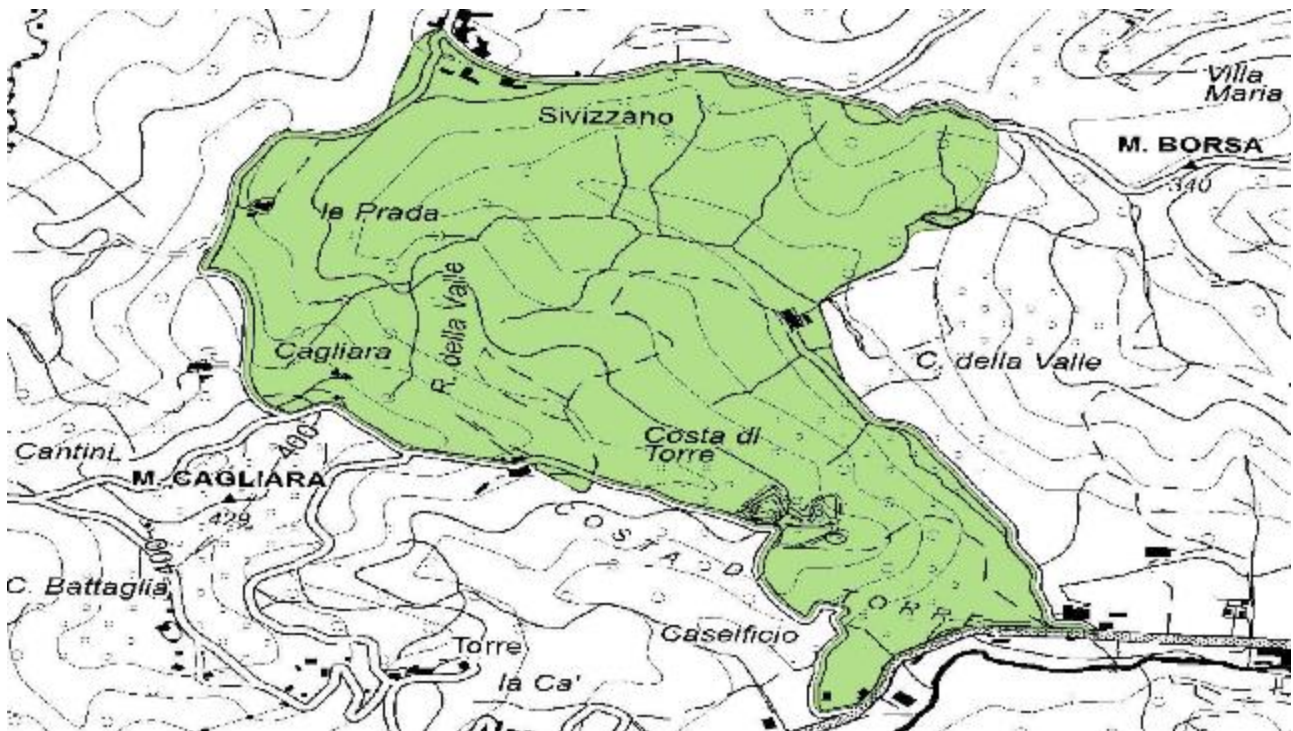 Villa
Maria
Sivizzano
M. BORSA
340
le Prada
R. della Valle
Cagliara
C. della Valle
400
Cantini
Costa di
Torre
M. CAGLIARA
429
COSTA D
400
C. Battaglia
TORRE
Caseificio
Torre
la Ca'